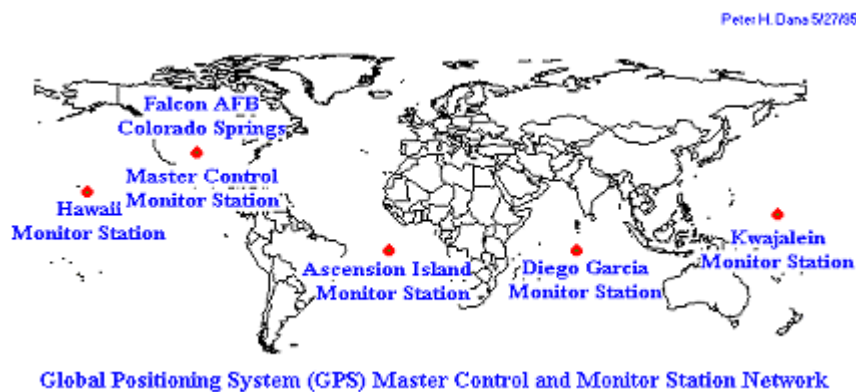 Peter H. Dana 5/27/95
Falcon AFB
Colorado Springs
Master Control
Monitor Station
Hawaii
Monitor Station
Ascension Island
Monitor Station
Diego Garcia
Monitor Station
Kwajalein
Monitor Station
Global Positioning System (GPS) Master Control and Monitor Station Network